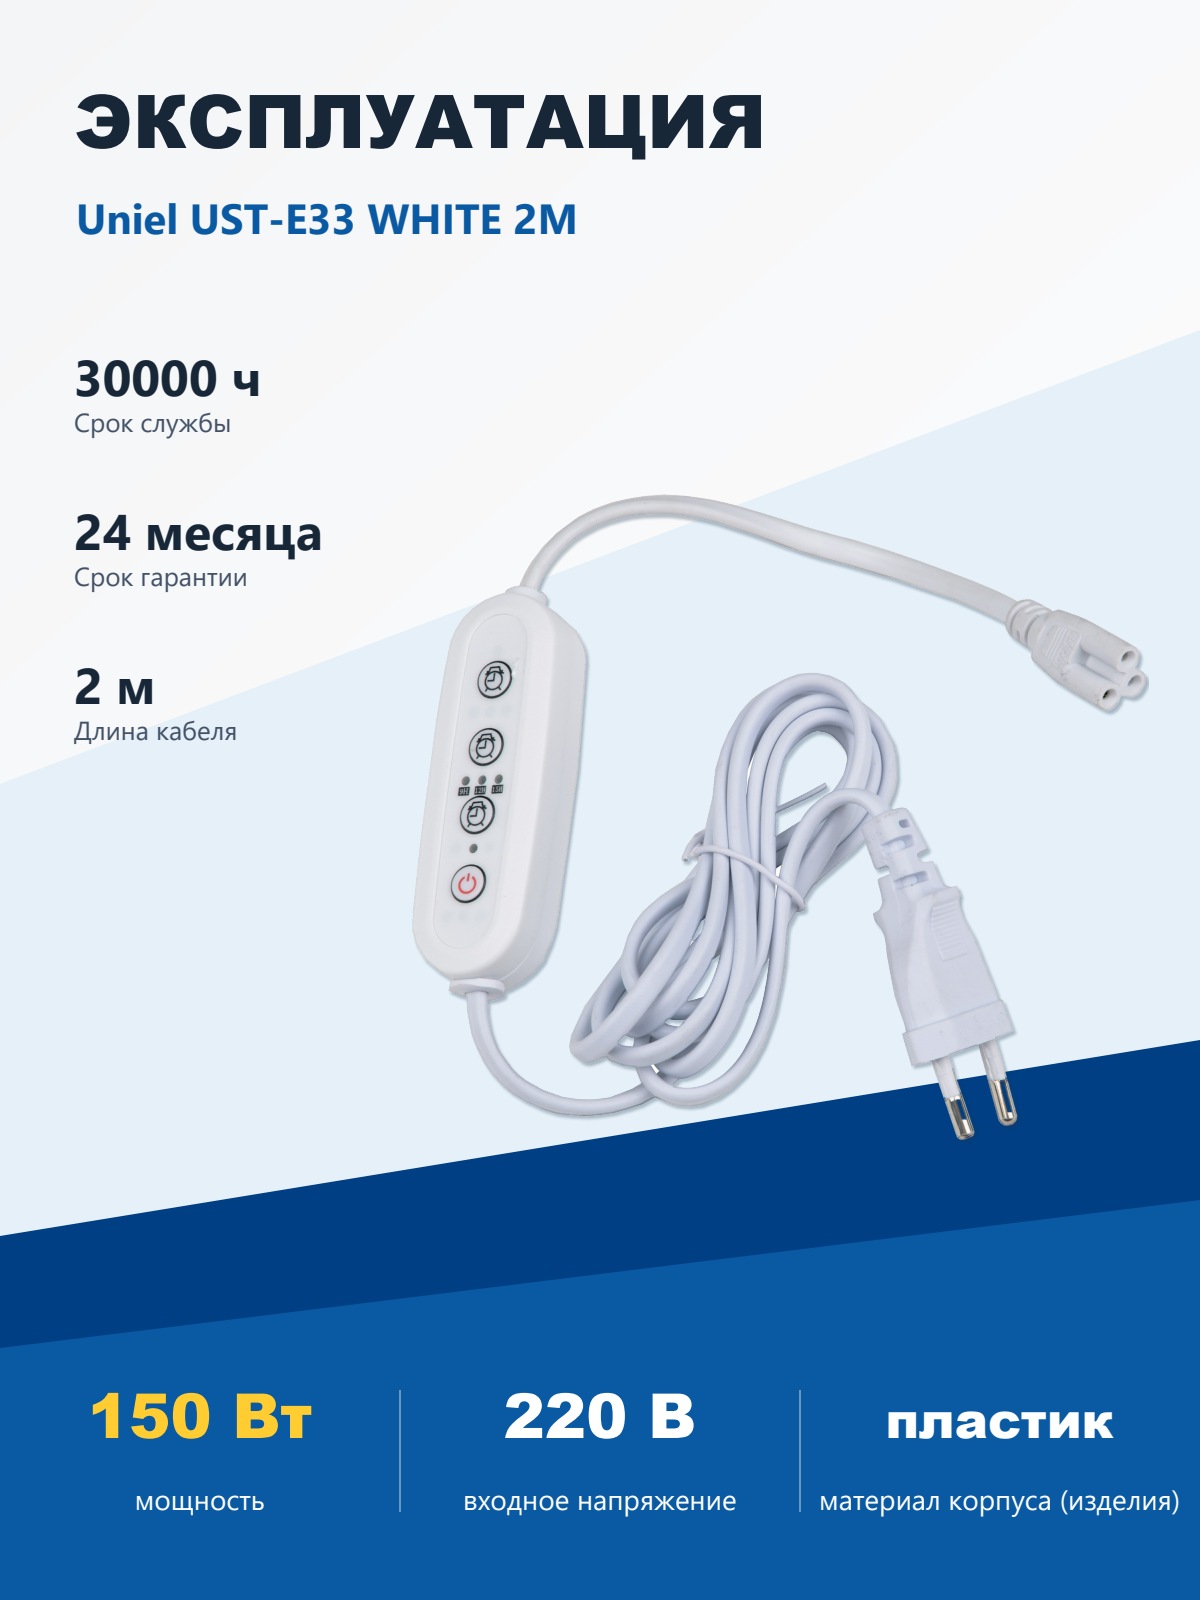 ЭКСПЛУАТАЦИЯ
Uniel UST-E33 WHITE 2M
30000 ч
Срок службы
24 месяца
Срок гарантии
2 м
Длина кабеля
150 Вт
мощность
220 В
входное напряжение
пластик
материал корпуса (изделия)